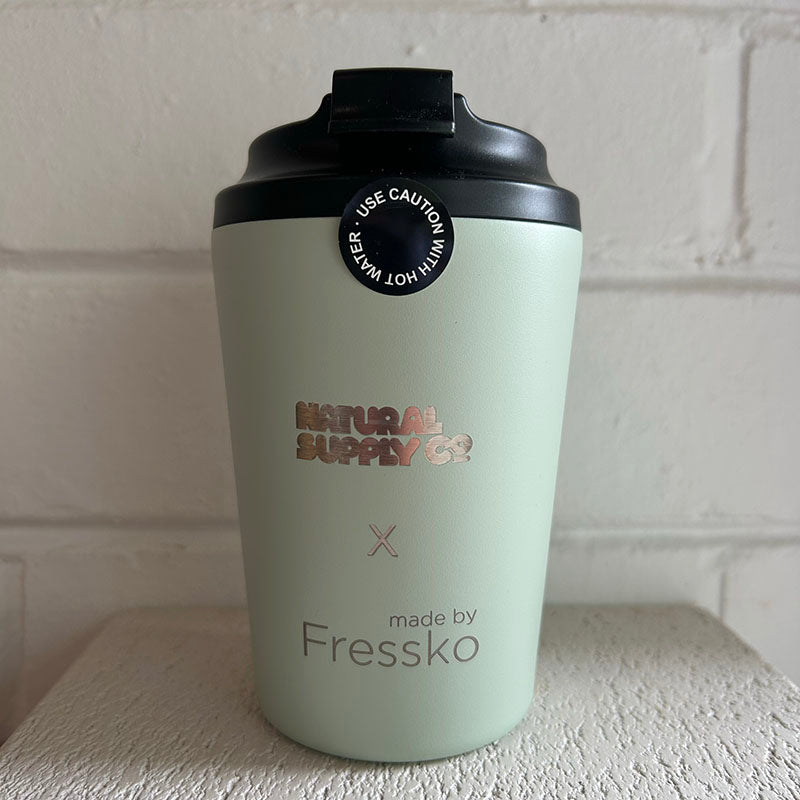 USE CAUTION WITH HOT WATER ·
NATURAL
SUPPLY CO
X
made by
Fressko